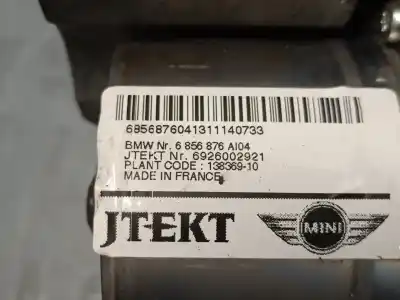 6856876041311140733
BMW Nr. 6 856 876 AI04
JTEKT Nr. 6926002921
PLANT CODE : 138369-10
MADE IN FRANCE
JTEKT
MINI